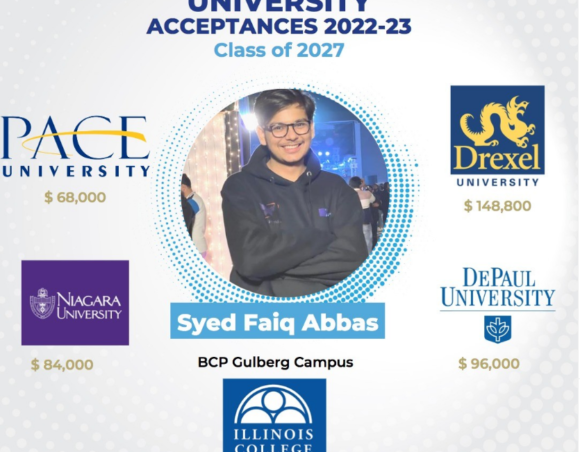 UNIVERSITY
ACCEPTANCES 2022-23
Class of 2027
PACE
UNIVERSITY
$ 68,000
Drexel
UNIVERSITY
$ 148,800
NIAGARA
UNIVERSITY
$ 84,000
DEPAUL
UNIVERSITY
$ 96,000
Syed Faiq Abbas
BCP Gulberg Campus
ILLINOIS
COLLEGE